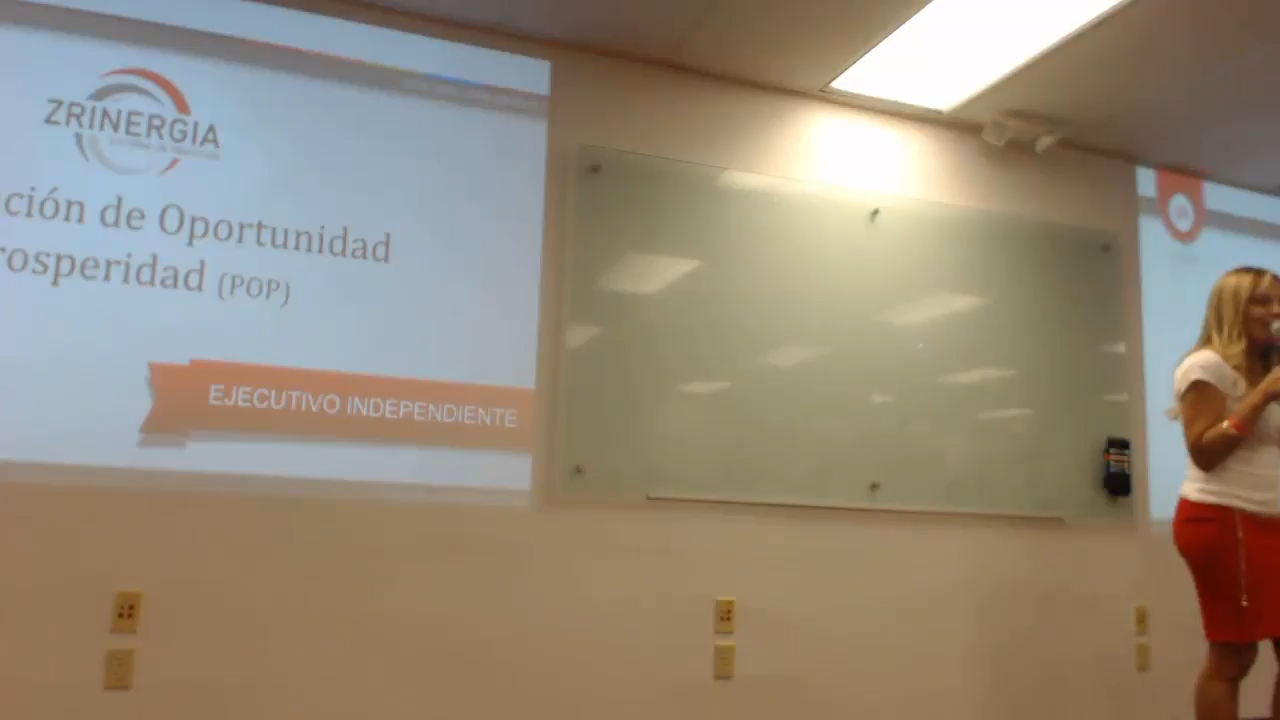 ZRINERGIA
ción de Oportunidad
rosperidad (POP)
EJECUTIVO INDEPENDIENTE